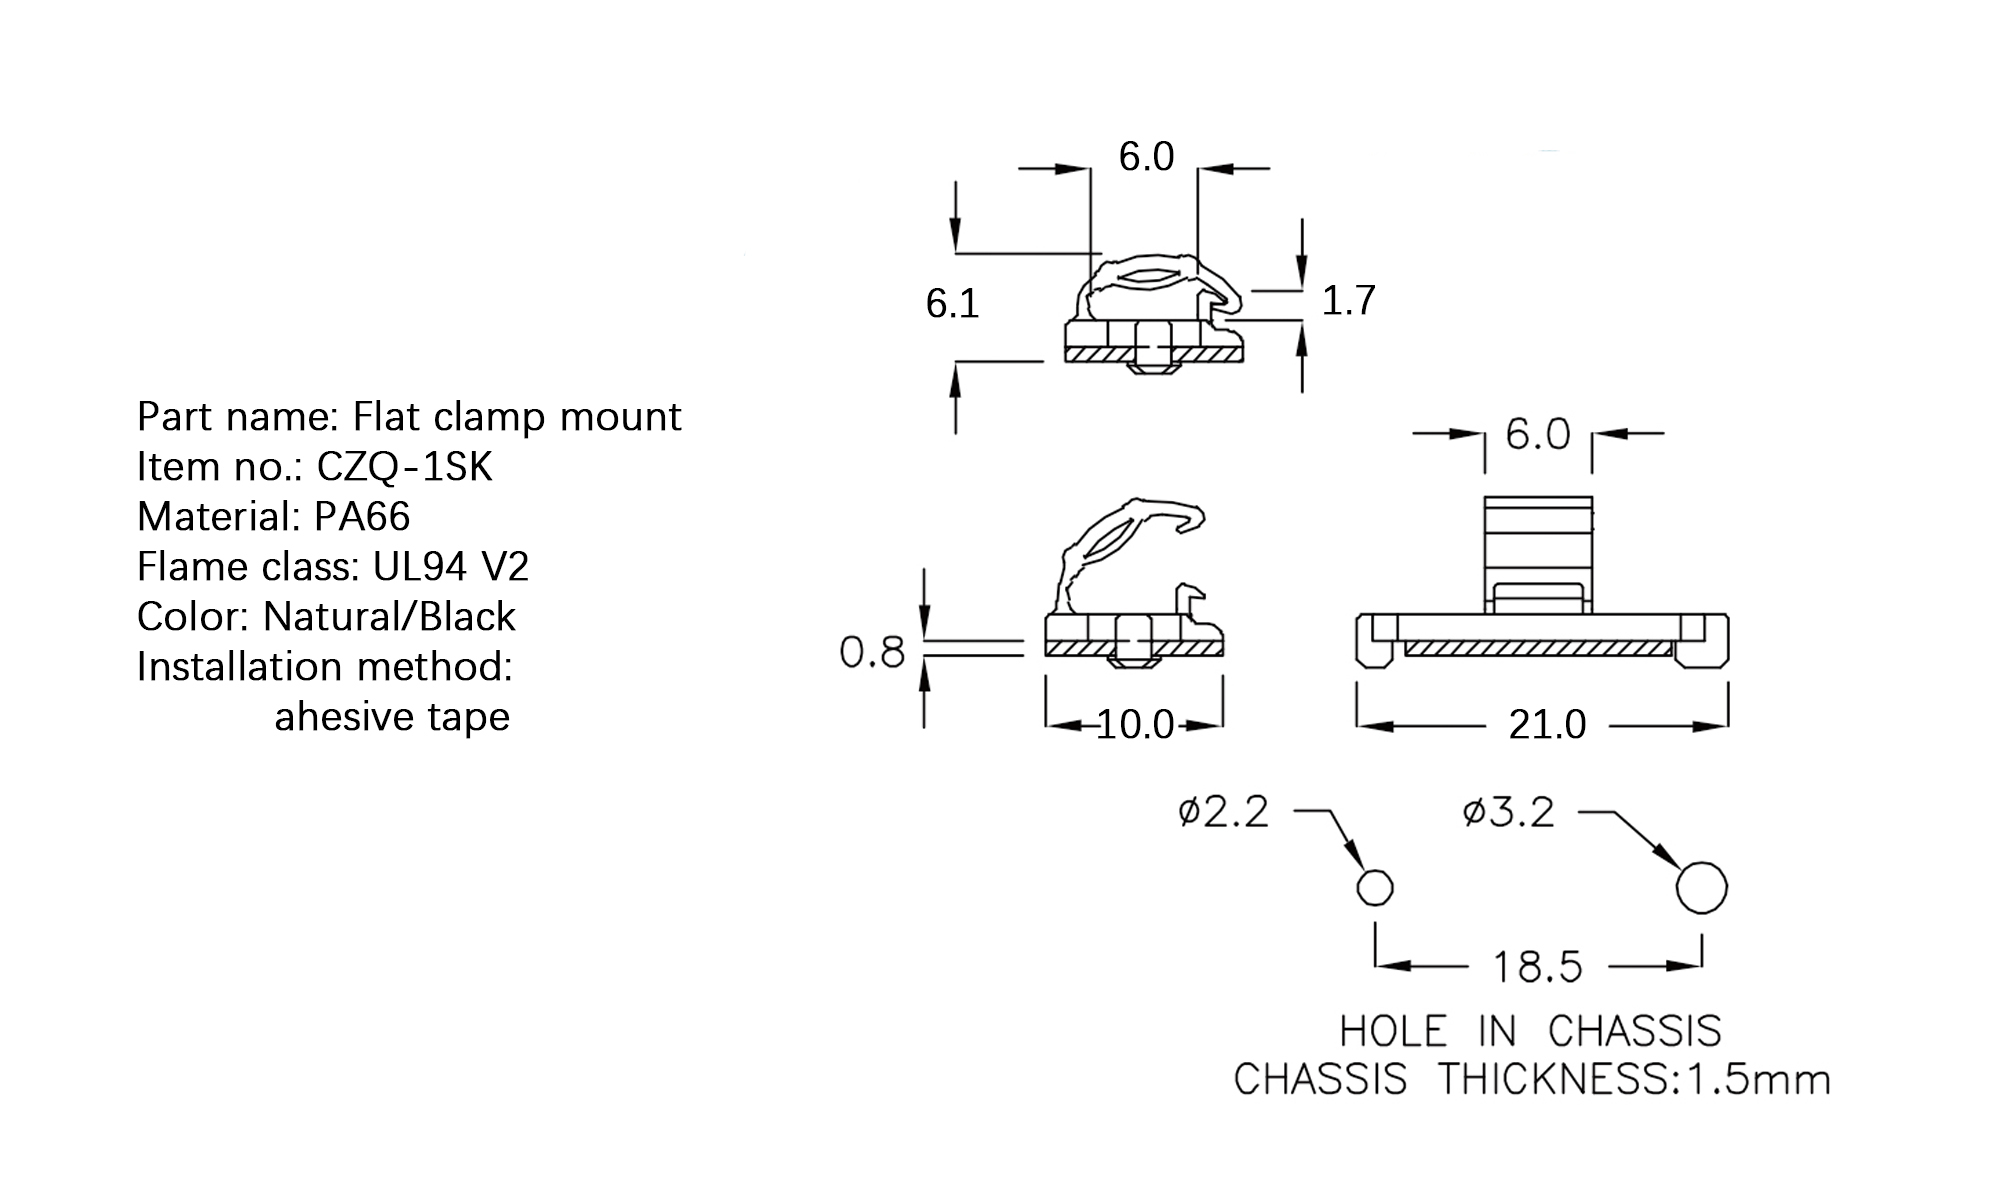 Part name: Flat clamp mount
Item no.: CZQ-1SK
Material: PA66
Flame class: UL94 V2
Color: Natural/Black
Installation method:
ahesive tape
6.0
6.1
1.7
6.0
0.8
10.0
21.0
ø2.2
ø3.2
18.5
HOLE IN CHASSIS
CHASSIS THICKNESS:1.5mm